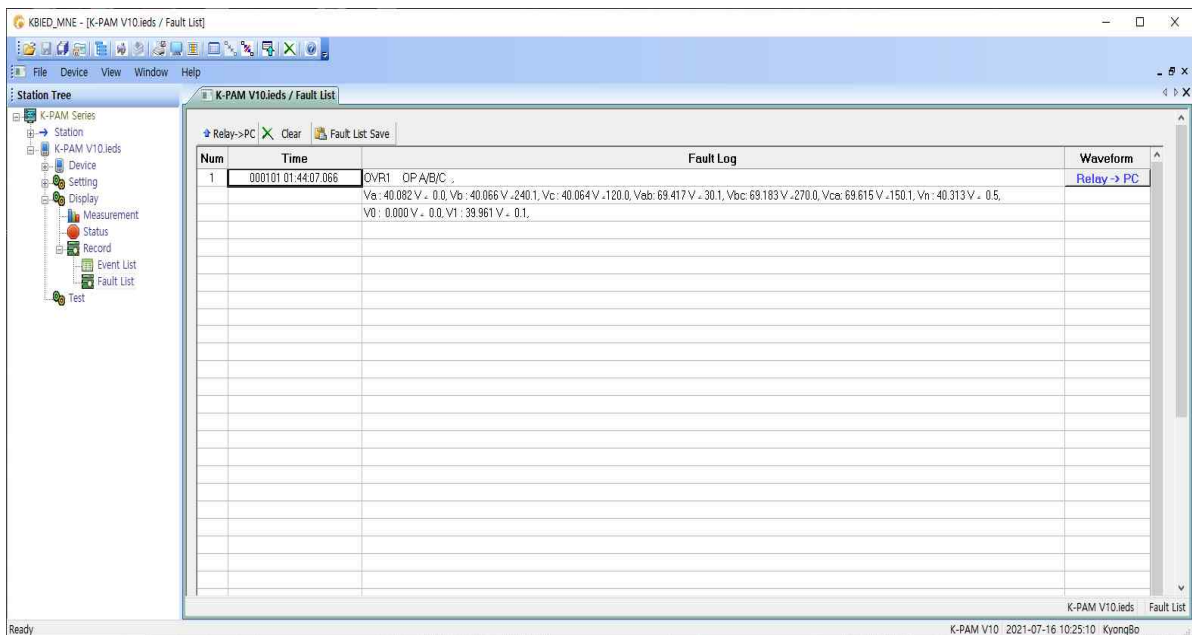 KBIED_MNE - [K-PAM V10.ieds / Fault List]
File Device View Window Help
Station Tree
K-PAM V10.ieds / Fault List
K-PAM Series
Station
K-PAM V10.ieds
Device
Setting
Display
Measurement
Status
Record
Event List
Fault List
Test
Relay->PC Clear Fault List Save
Num Time Fault Log Waveform
1 000101 01:44:07.066 OVR1 OP A/B/C , Relay -> PC
Va : 40.082 V ∠ 0.0, Vb : 40.066 V ∠240.1, Vc : 40.064 V ∠120.0, Vab: 69.417 V ∠ 30.1, Vbc: 69.183 V ∠270.0, Vca: 69.615 V ∠150.1, Vn : 40.313 V ∠ 0.5,
V0 : 0.000 V ∠ 0.0, V1 : 39.961 V ∠ 0.1,
K-PAM V10.ieds Fault List
Ready K-PAM V10 2021-07-16 10:25:10 KyongBo